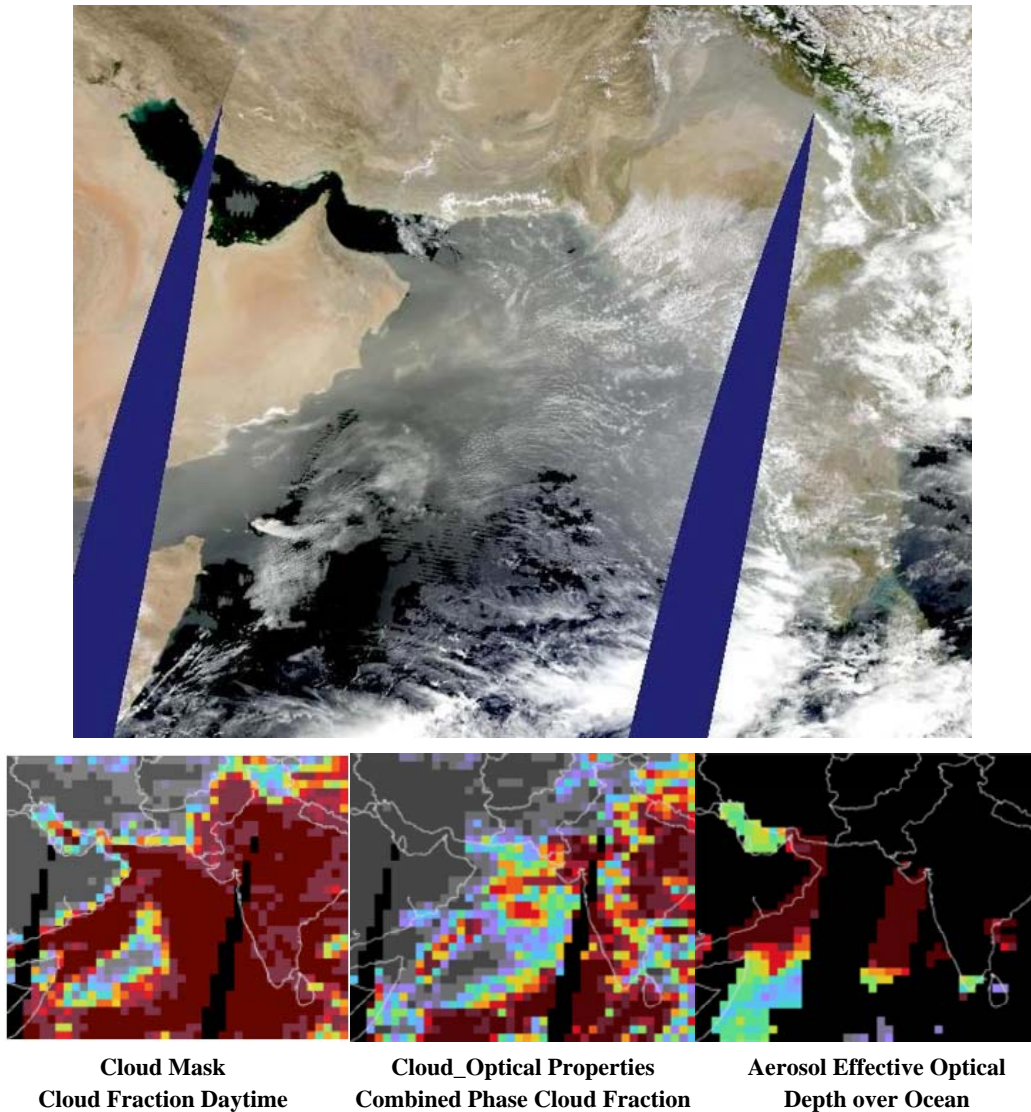 Cloud Mask
Cloud Fraction Daytime
Cloud_Optical Properties
Combined Phase Cloud Fraction
Aerosol Effective Optical
Depth over Ocean